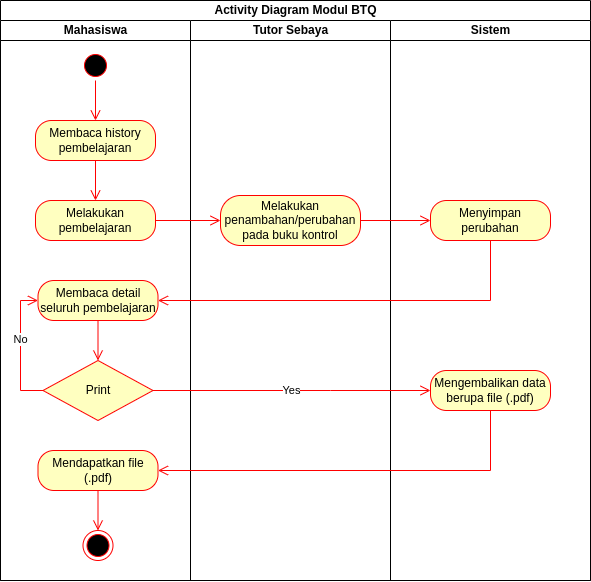 Activity Diagram Modul BTQ
Mahasiswa
Tutor Sebaya
Sistem
Membaca history
pembelajaran
Melakukan
pembelajaran
Melakukan
penambahan/perubahan
pada buku kontrol
Menyimpan
perubahan
Membaca detail
seluruh pembelajaran
No
Print
Yes
Mengembalikan data
berupa file (.pdf)
Mendapatkan file
(.pdf)